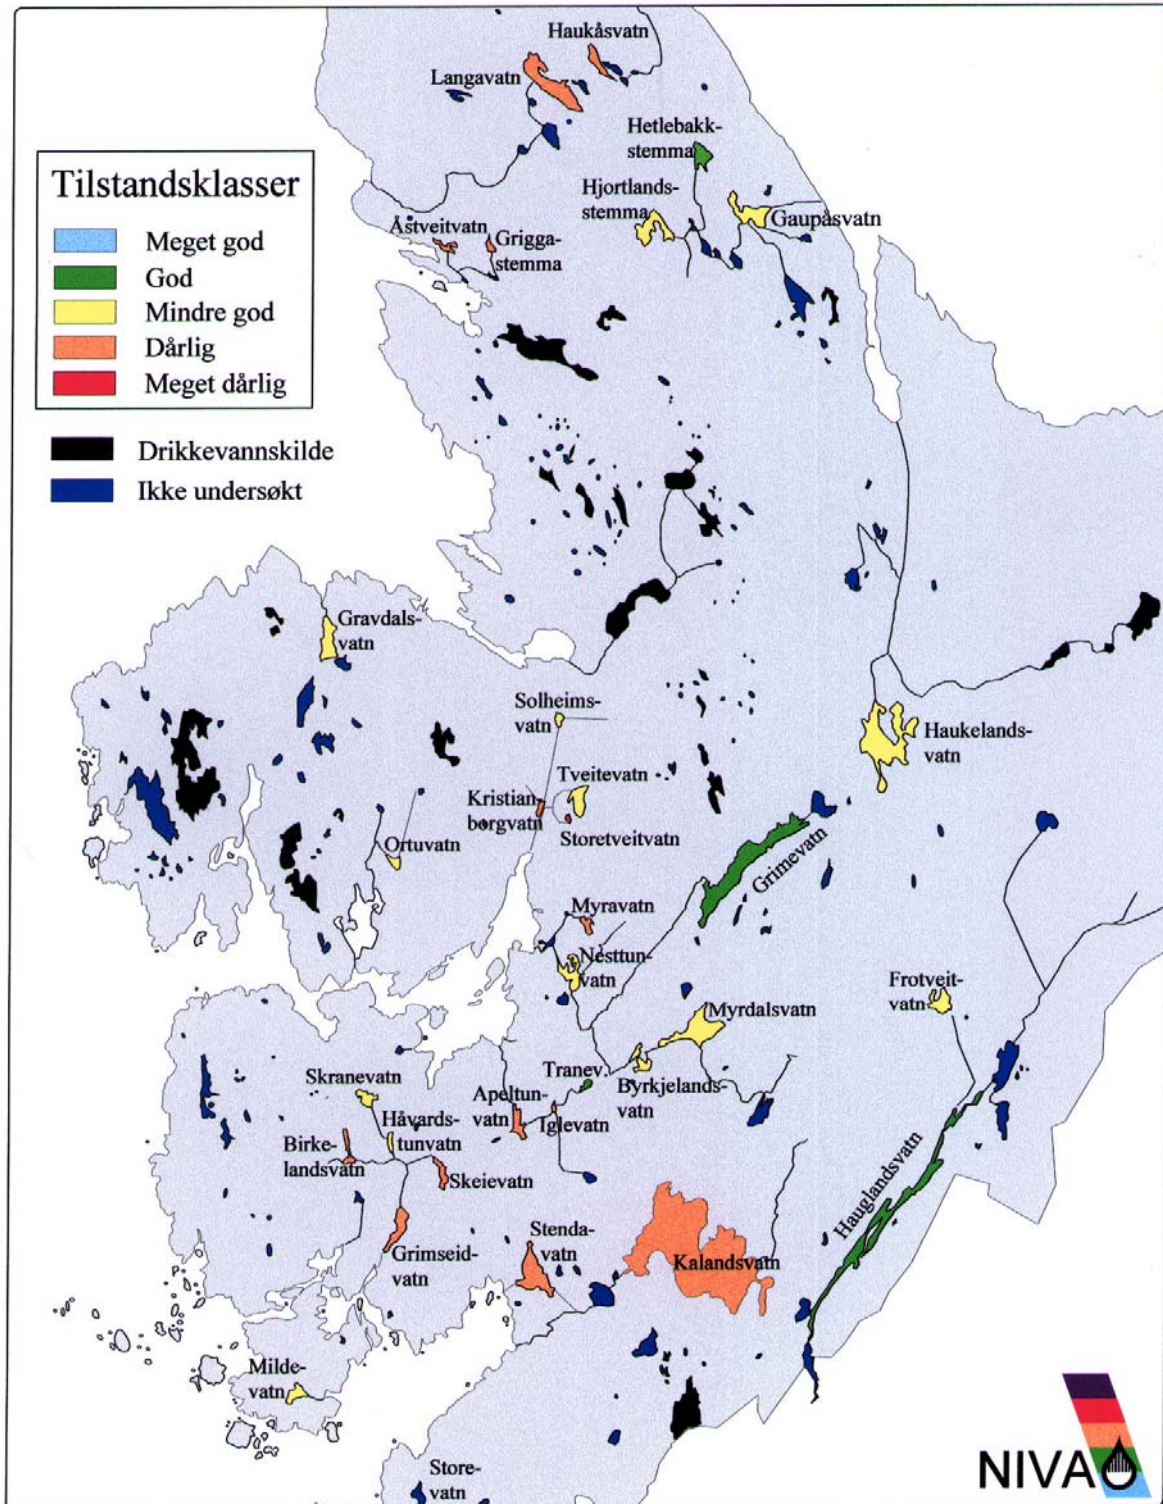 Haukåsvatn
Langavatn
Hetlebakk-
stemma
Tilstandsklasser
Meget god
God
Mindre god
Dårlig
Meget dårlig
Drikkevannskilde
Ikke undersøkt
Hjortlands-
stemma
Gaupåsvatn
Åstveitvatn
Grigga-
stemma
Gravdals-
vatn
Solheims-
vatn
Haukelands-
vatn
Tveitevatn
Kristian-
borgvatn
Storetveitvatn
Ortuvatn
Grimevatn
Myravatn
Nesttun-
vatn
Frotveit-
vatn
Myrdalsvatn
Tranev.
Byrkjelands-
vatn
Skranevatn
Apeltun-
vatn
Iglevatn
Håvards-
tunvatn
Birke-
landsvatn
Skeievatn
Hauglandsvatn
Stenda-
vatn
Grimseid-
vatn
Kalandsvatn
Milde-
vatn
Store-
vatn
NIVA